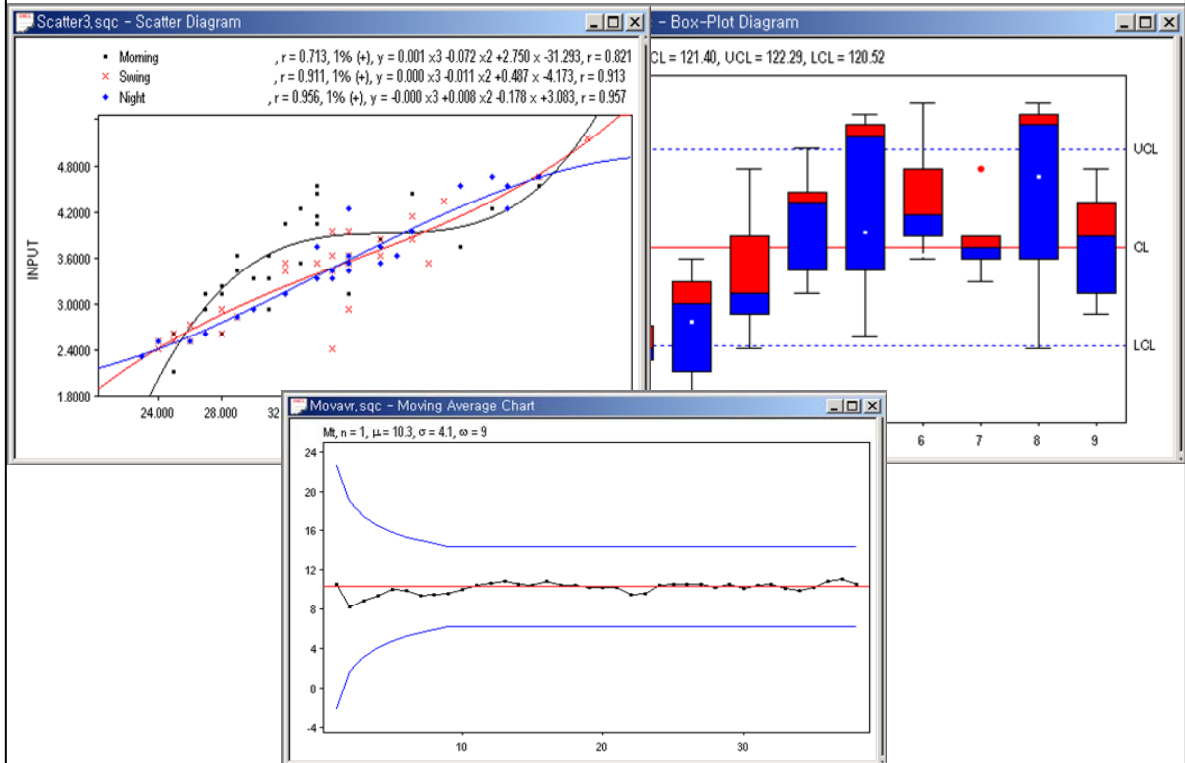 Scatter3.sqc - Scatter Diagram
Morning , r = 0.713, 1% (+), y = 0.001 x3 -0.072 x2 +2.750 x -31.293, r = 0.821
Swing , r = 0.911, 1% (+), y = 0.000 x3 -0.011 x2 +0.487 x -4.173, r = 0.913
Night , r = 0.956, 1% (+), y = -0.000 x3 +0.008 x2 -0.178 x +3.083, r = 0.957
4.8000
4.2000
3.6000
3.0000
2.4000
1.8000
INPUT
24.000 28.000 32
- Box-Plot Diagram
CL = 121.40, UCL = 122.29, LCL = 120.52
UCL
CL
LCL
6 7 8 9
Movavr.sqc - Moving Average Chart
Mt, n = 1, μ = 10.3, σ = 4.1, ω = 9
24
20
16
12
8
4
0
-4
10 20 30